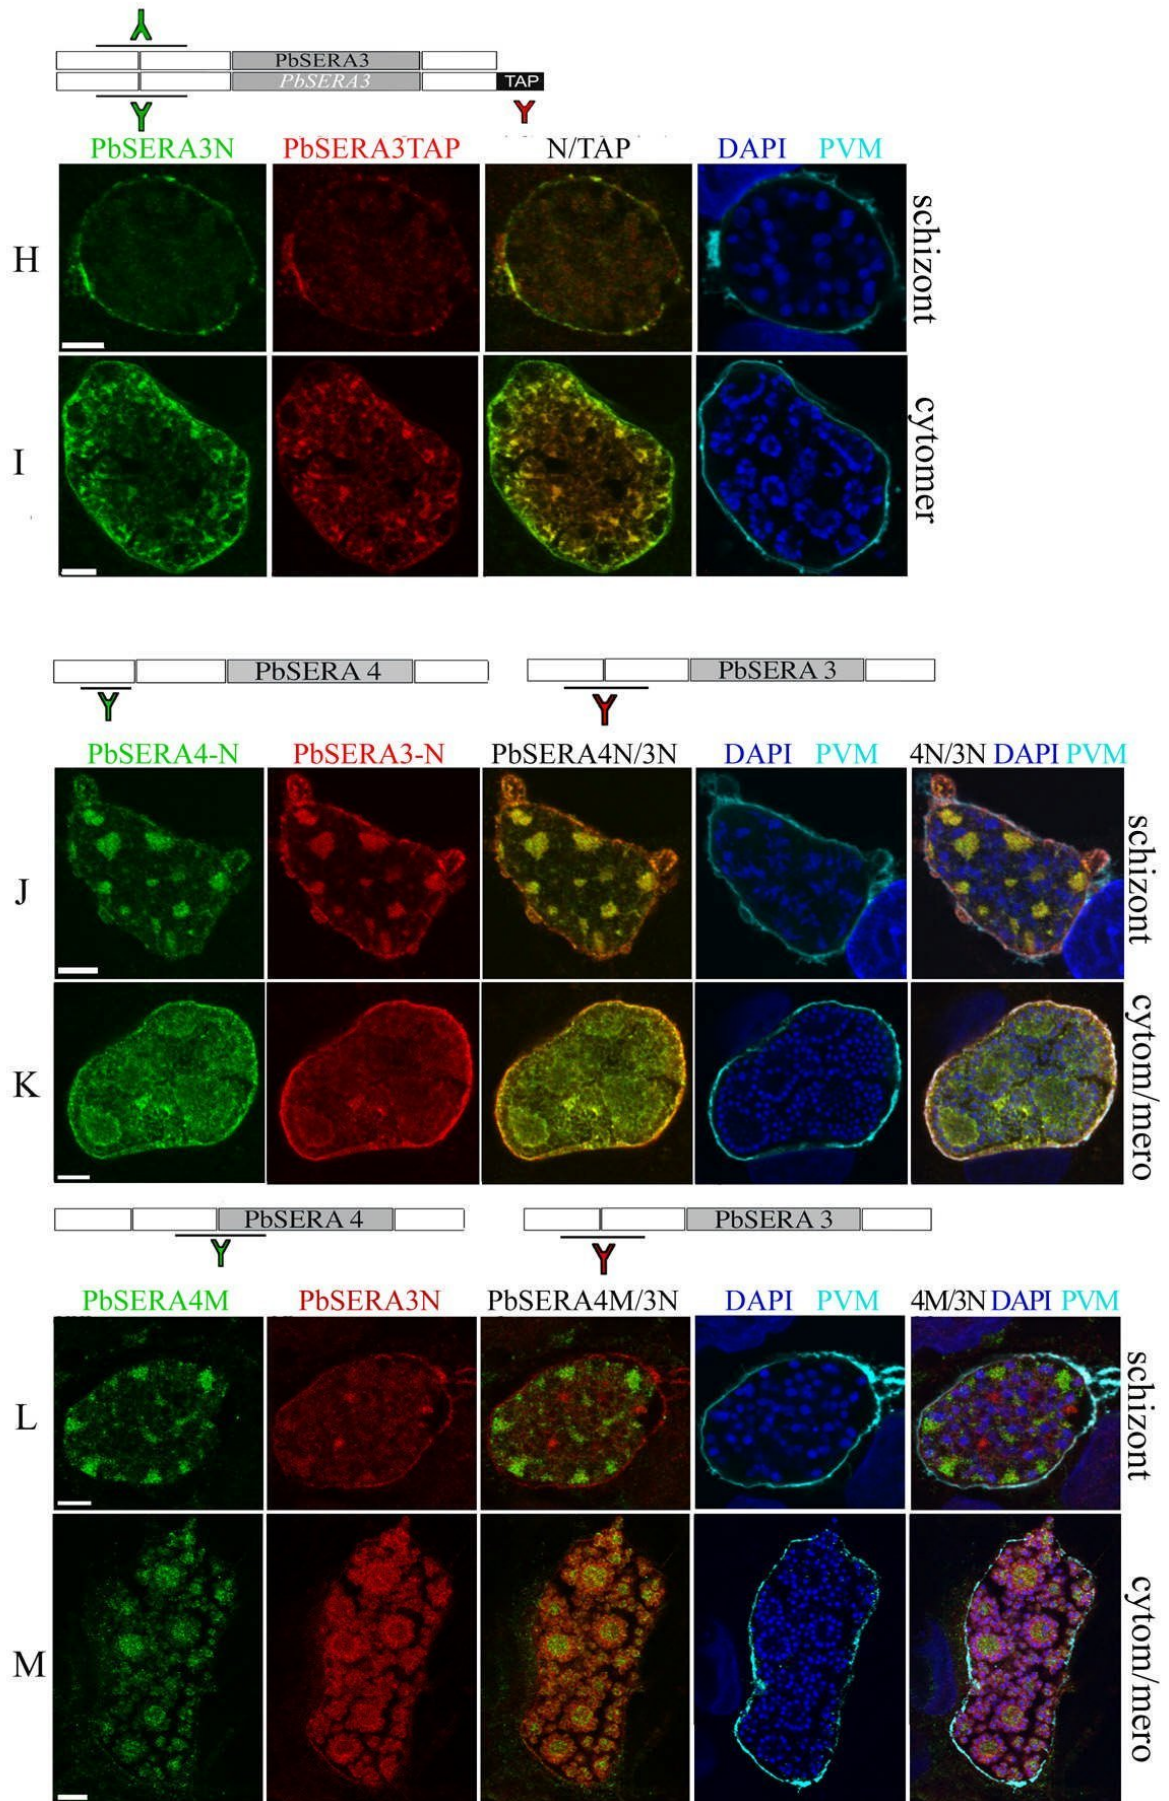 PbSERA3
PbSERA3 TAP
PbSERA3N PbSERA3TAP N/TAP DAPI PVM
H schizont
I cytomer
PbSERA 4 PbSERA 3
PbSERA4-N PbSERA3-N PbSERA4N/3N DAPI PVM 4N/3N DAPI PVM
J schizont
K cytom/mero
PbSERA 4 PbSERA 3
PbSERA4M PbSERA3N PbSERA4M/3N DAPI PVM 4M/3N DAPI PVM
L schizont
M cytom/mero